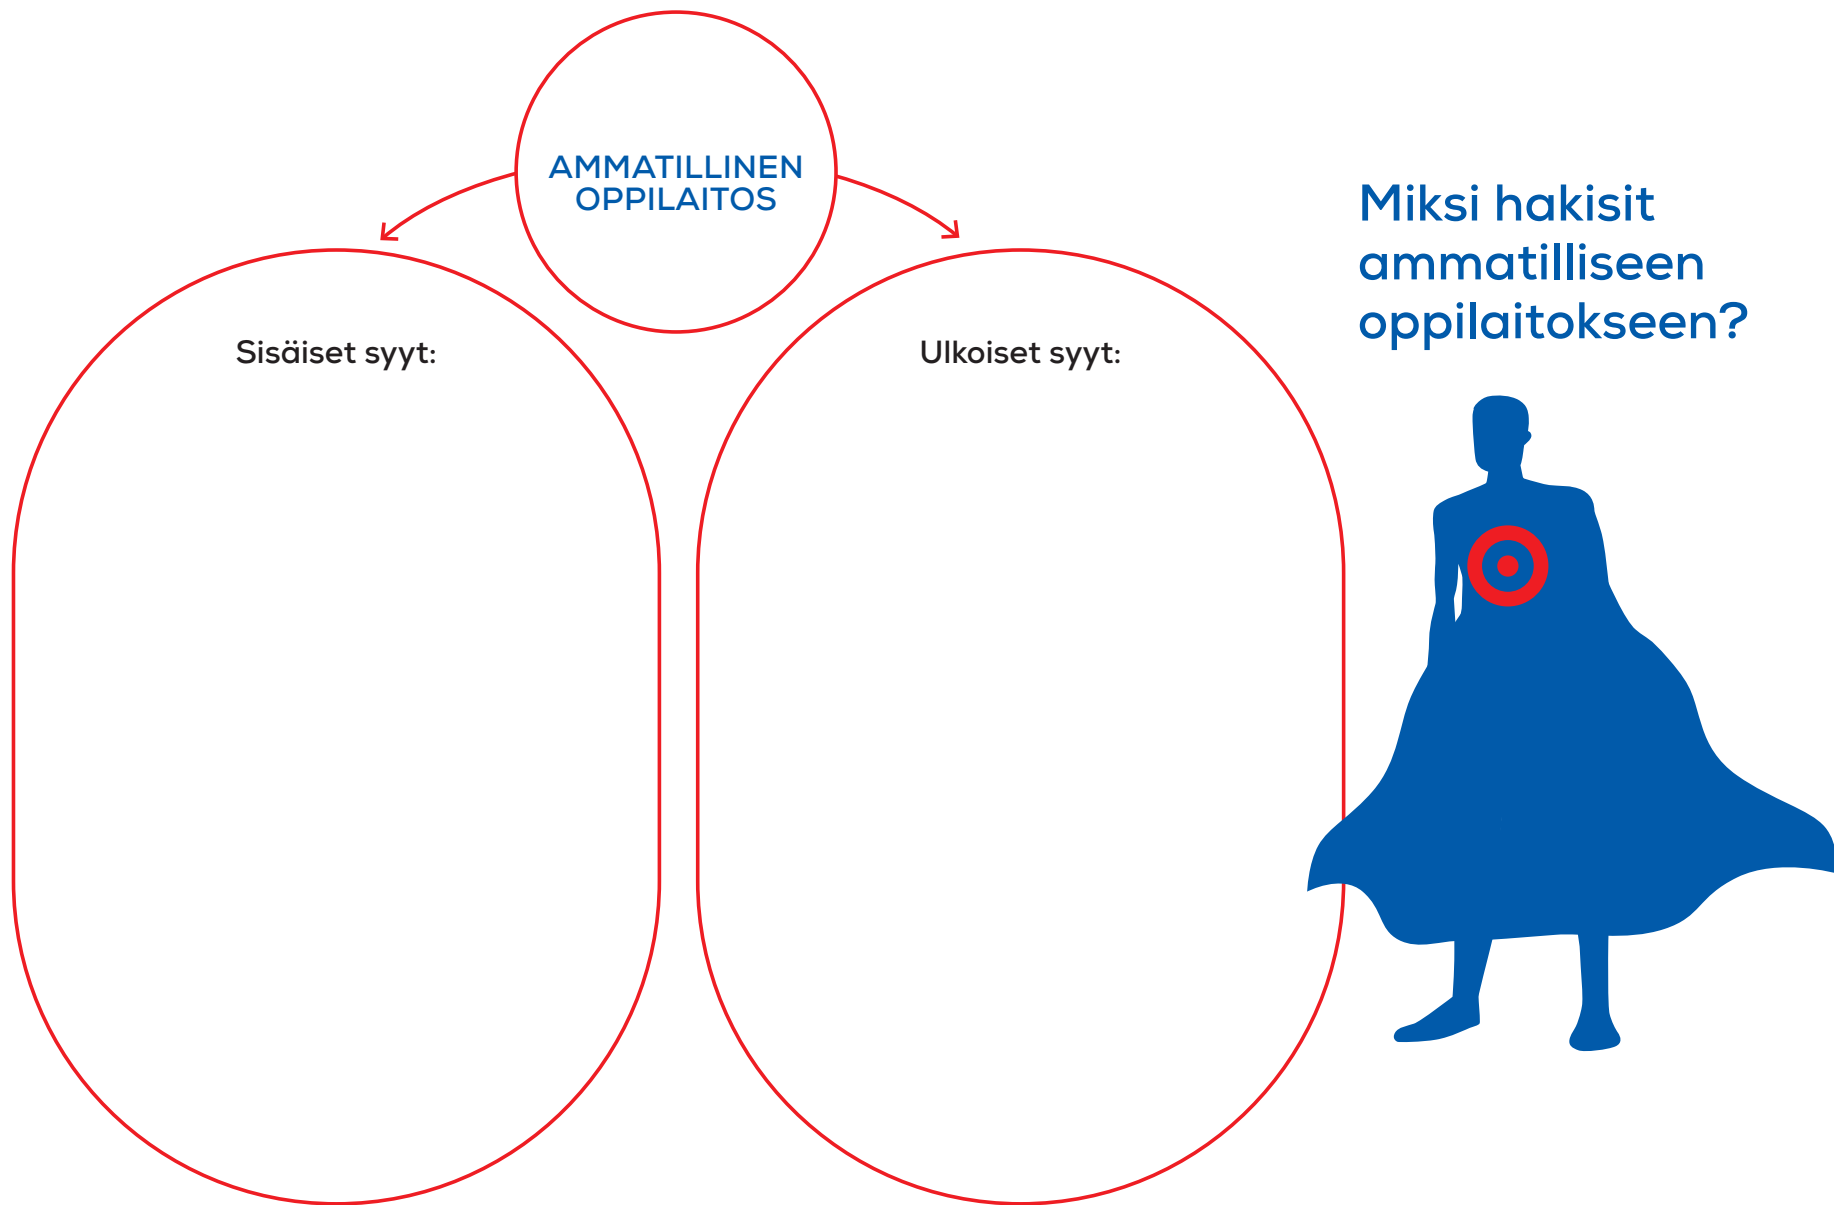 AMMATILLINEN
OPPILAITOS
Miksi hakisit
ammatilliseen
oppilaitokseen?
Sisäiset syyt:
Ulkoiset syyt: